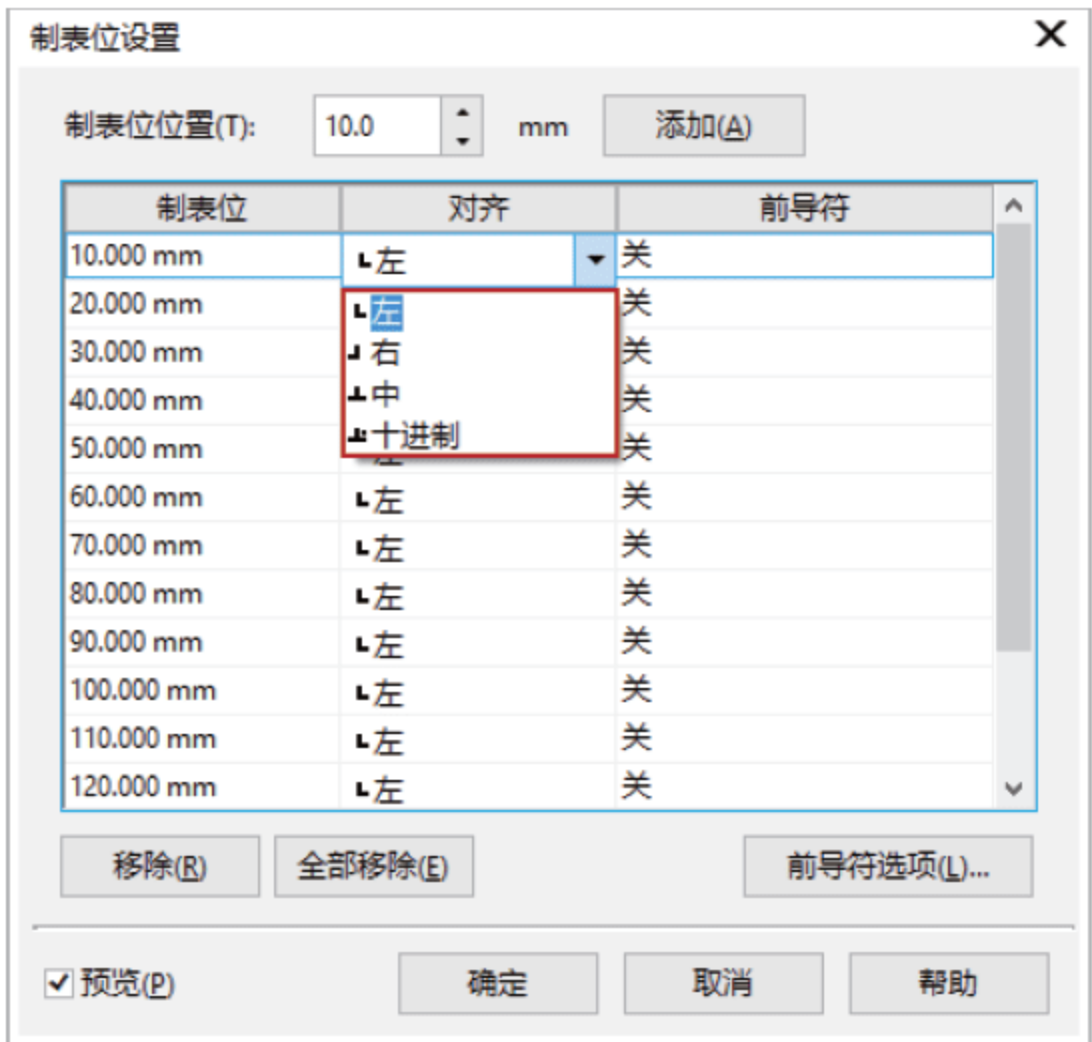 制表位设置
制表位位置(T): 10.0 mm 添加(A)
制表位 对齐 前导符
10.000 mm 左 关
20.000 mm 左 关
30.000 mm 右 关
40.000 mm 中 关
50.000 mm 十进制 关
60.000 mm 左 关
70.000 mm 左 关
80.000 mm 左 关
90.000 mm 左 关
100.000 mm 左 关
110.000 mm 左 关
120.000 mm 左 关
移除(R) 全部移除(E) 前导符选项(L)...
预览(P) 确定 取消 帮助